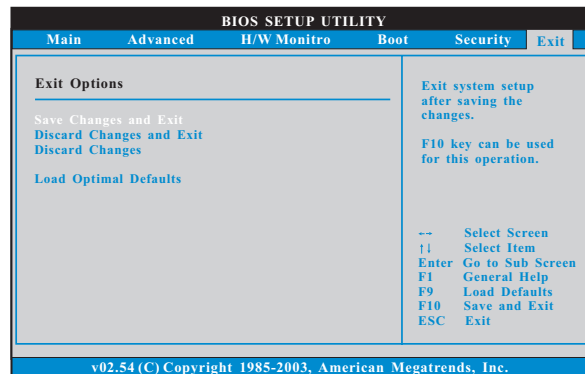 BIOS SETUP UTILITY
Main Advanced H/W Monitro Boot Security Exit
Exit Options
Save Changes and Exit
Discard Changes and Exit
Discard Changes
Load Optimal Defaults
Exit system setup
after saving the
changes.
F10 key can be used
for this operation.
←→ Select Screen
↑↓ Select Item
Enter Go to Sub Screen
F1 General Help
F9 Load Defaults
F10 Save and Exit
ESC Exit
v02.54 (C) Copyright 1985-2003, American Megatrends, Inc.